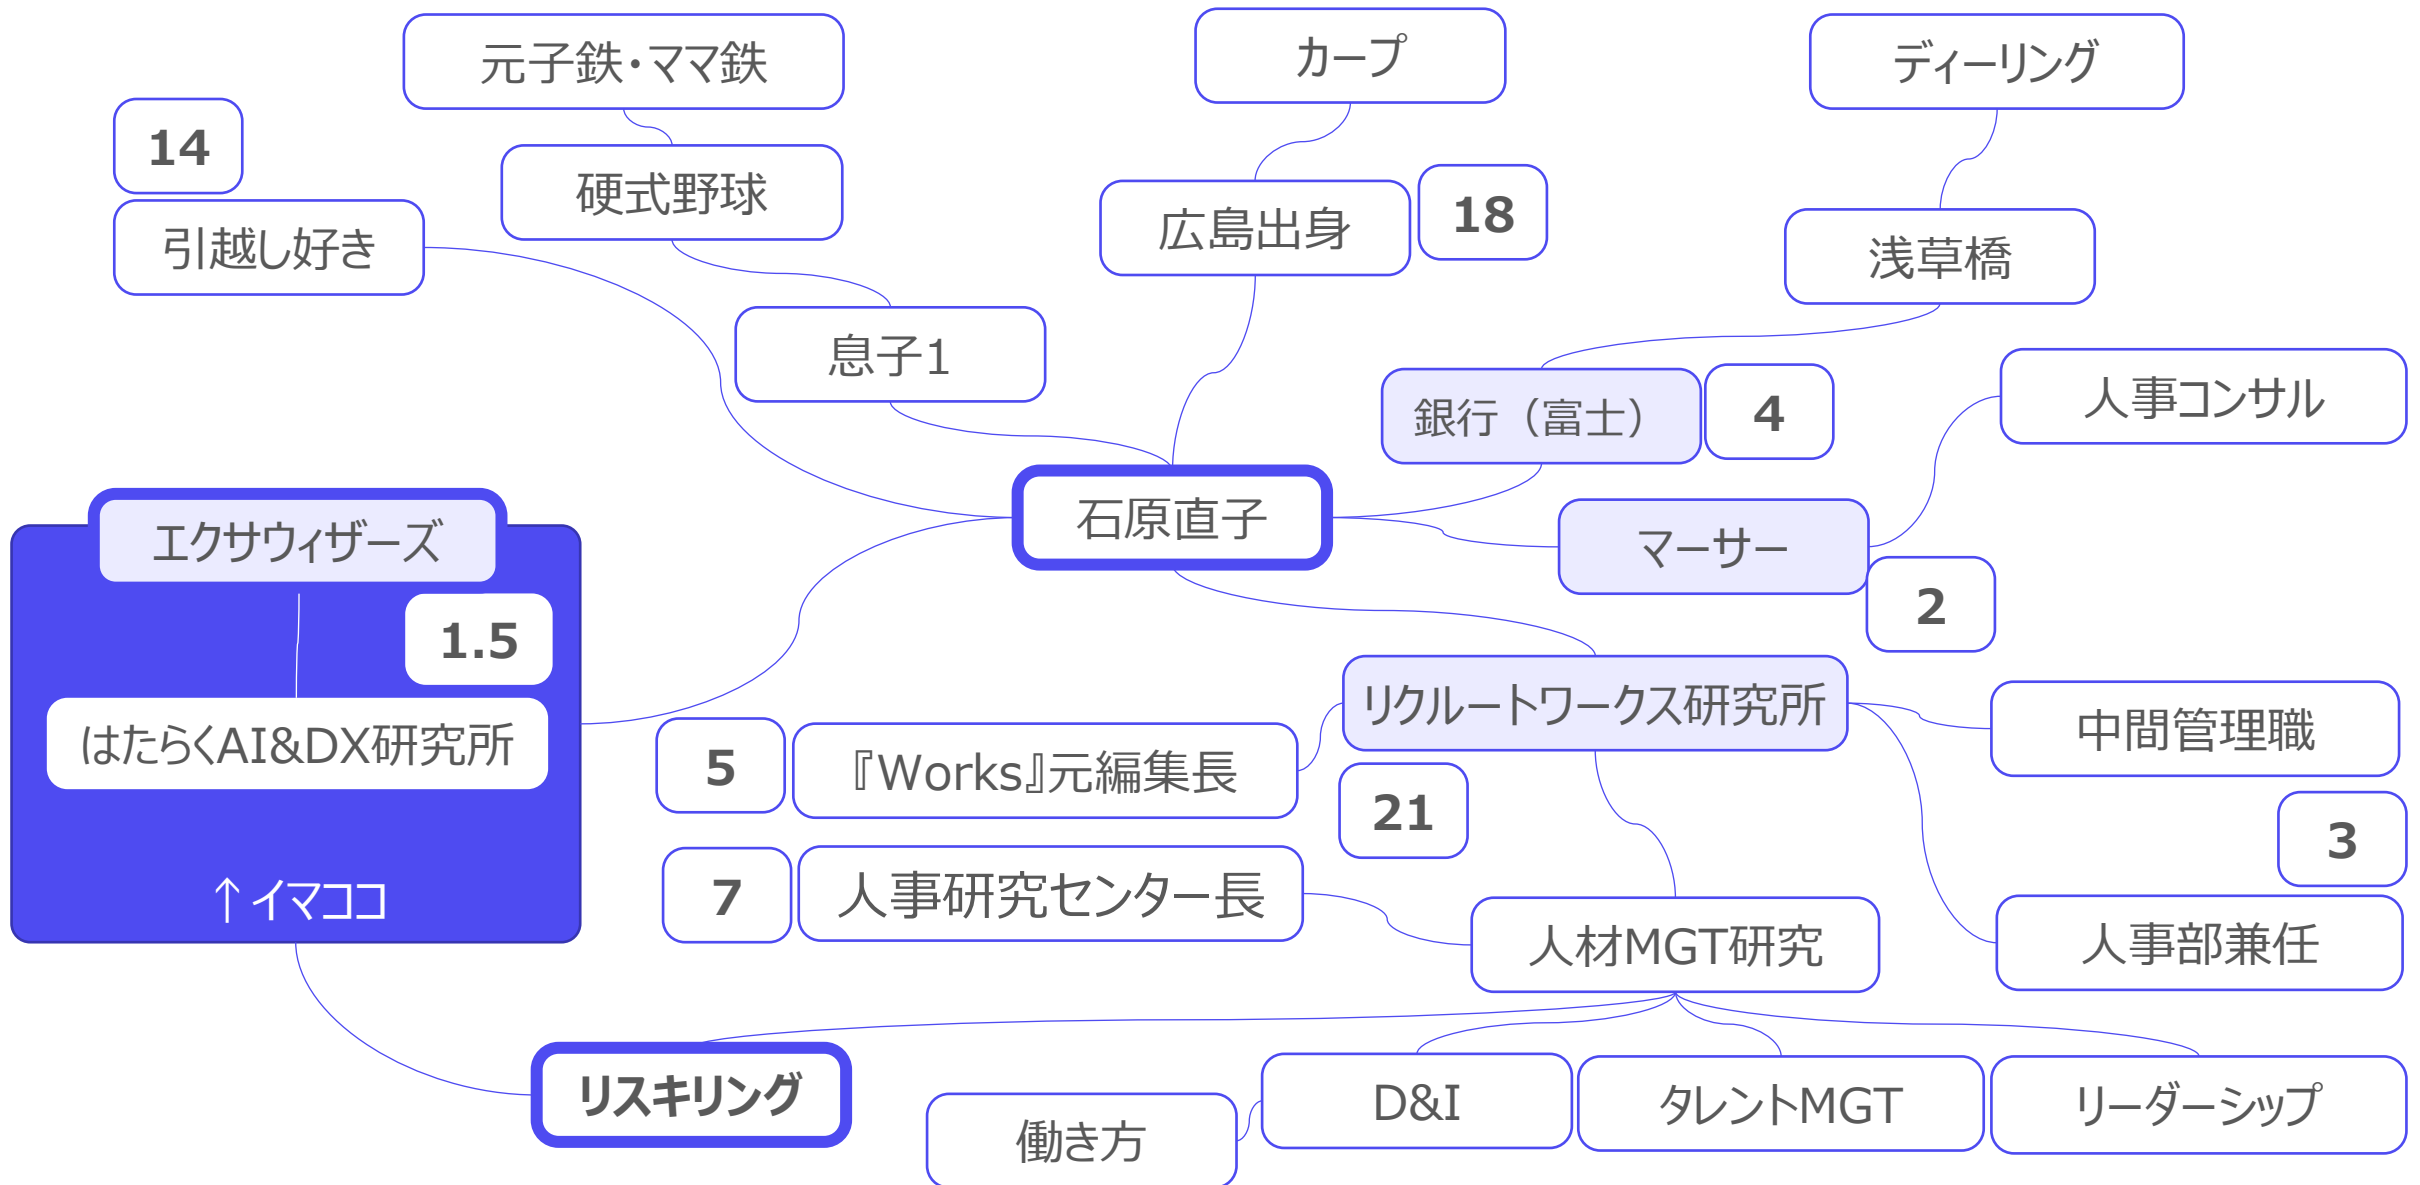 元子鉄・ママ鉄
カープ
ディーリング
14
硬式野球
引越し好き
広島出身
18
浅草橋
息子1
銀行（富士）
4
人事コンサル
石原直子
マーサー
2
エクサウィザーズ
1.5
はたらくAI&DX研究所
↑イマココ
リクルートワークス研究所
21
5
『Works』元編集長
7
人事研究センター長
中間管理職
3
人事部兼任
人材MGT研究
リスキリング
働き方
D&I
タレントMGT
リーダーシップ